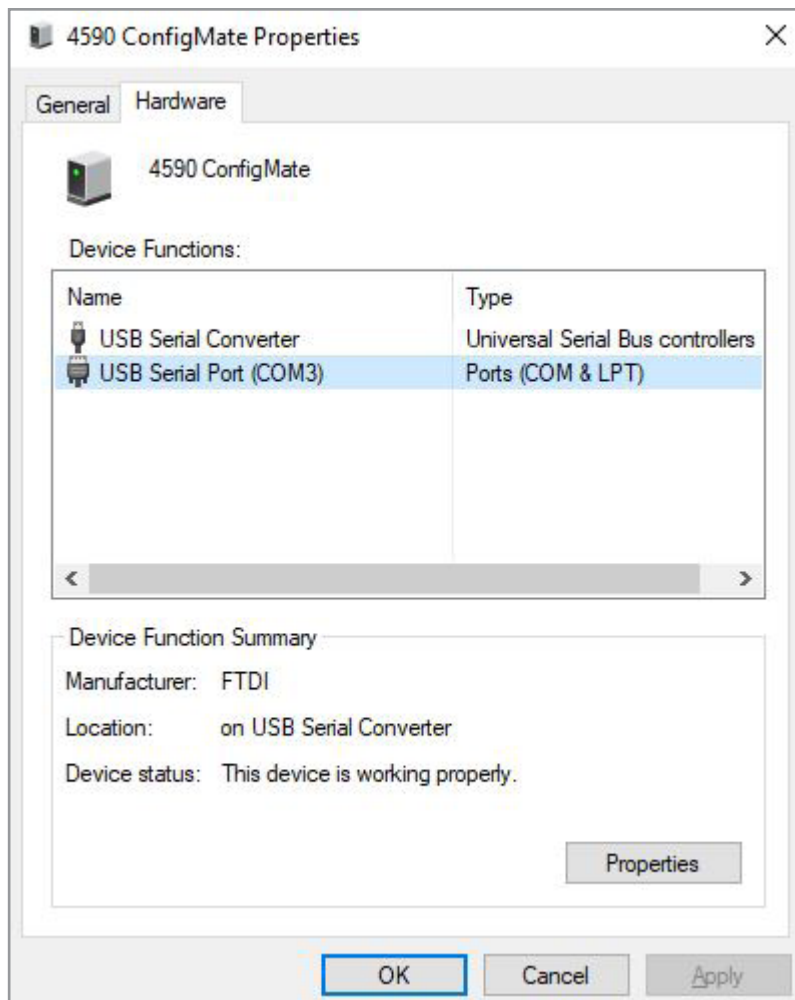 4590 ConfigMate Properties
General Hardware
4590 ConfigMate
Device Functions:
Name Type
USB Serial Converter Universal Serial Bus controllers
USB Serial Port (COM3) Ports (COM & LPT)
Device Function Summary
Manufacturer: FTDI
Location: on USB Serial Converter
Device status: This device is working properly.
Properties
OK Cancel Apply